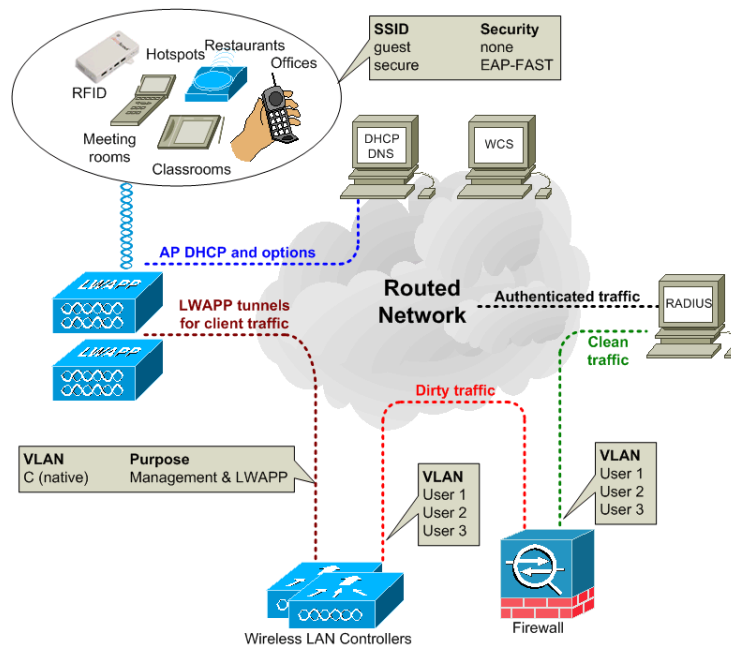 SSID Security
guest none
secure EAP-FAST
Restaurants
Hotspots
Offices
RFID
Meeting
rooms
Classrooms
DHCP
DNS
WCS
AP DHCP and options
LWAPP
LWAPP
LWAPP tunnels
for client traffic
Routed
Network
Authenticated traffic
RADIUS
Clean
traffic
Dirty traffic
VLAN Purpose
C (native) Management & LWAPP
VLAN
User 1
User 2
User 3
VLAN
User 1
User 2
User 3
Wireless LAN Controllers
Firewall